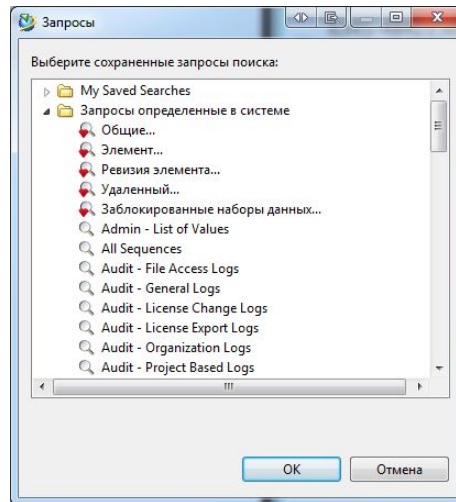 Запросы
Выберите сохраненные запросы поиска:
My Saved Searches
Запросы определенные в системе
Общие...
Элемент...
Ревизия элемента...
Удаленный...
Заблокированные наборы данных...
Admin - List of Values
All Sequences
Audit - File Access Logs
Audit - General Logs
Audit - License Change Logs
Audit - License Export Logs
Audit - Organization Logs
Audit - Project Based Logs
OK
Отмена